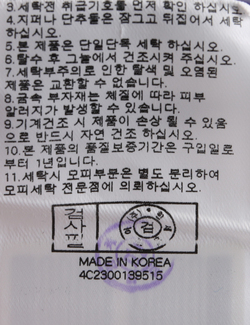 3.세탁전 취급기호를 먼저 확인 하십시오.
4.지퍼나 단추들은 잠그고 뒤집어서 세탁
하십시오.
5.본 제품은 단일단독 세탁 하십시오.
6.탈수 후 그늘에서 건조시켜 주십시오.
7.세탁부주의로 인한 탈색 및 오염된
제품은 교환할 수 없습니다.
8.금속 부자재는 체질에 따라 피부
알러지가 발생할 수 있습니다.
9.기계건조 시 제품이 손상 될 수 있음
으로 반드시 자연 건조 하십시오.
10.본 제품의 품질보증기간은 구입일로
부터 1년입니다.
11.세탁시 모피부문은 별도 분리하여
모피세탁 전문점에 의뢰하십시오.
검사필
검
MADE IN KOREA
4C2300139515